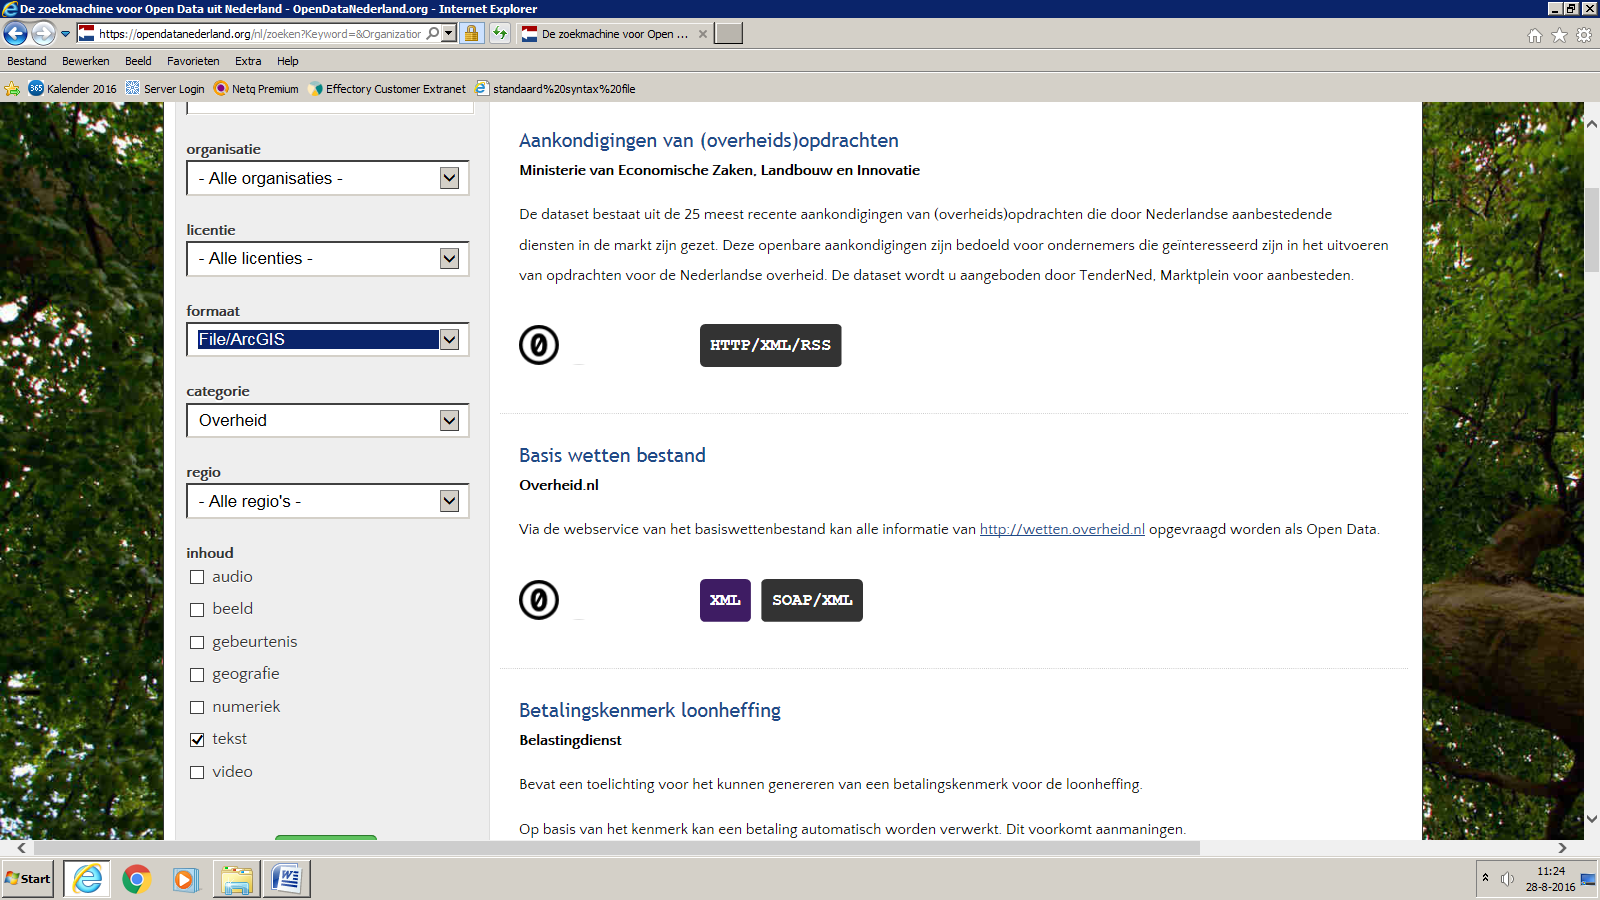 De zoekmachine voor Open Data uit Nederland - OpenDataNederland.org - Internet Explorer
https://opendatanederland.org/nl/zoeken?Keyword=&Organization
De zoekmachine voor Open ...
Bestand Bewerken Beeld Favorieten Extra Help
365 Kalender 2016 Server Login Netq Premium Effectory Customer Extranet standaard%20syntax%20file
organisatie
- Alle organisaties -
licentie
- Alle licenties -
formaat
File/ArcGIS
categorie
Overheid
regio
- Alle regio's -
inhoud
audio
beeld
gebeurtenis
geografie
numeriek
tekst
video
Aankondigingen van (overheids)opdrachten
Ministerie van Economische Zaken, Landbouw en Innovatie
De dataset bestaat uit de 25 meest recente aankondigingen van (overheids)opdrachten die door Nederlandse aanbestedende
diensten in de markt zijn gezet. Deze openbare aankondigingen zijn bedoeld voor ondernemers die geïnteresseerd zijn in het uitvoeren
van opdrachten voor de Nederlandse overheid. De dataset wordt u aangeboden door TenderNed, Marktplein voor aanbesteden.
0 HTTP/XML/RSS
Basis wetten bestand
Overheid.nl
Via de webservice van het basiswettenbestand kan alle informatie van http://wetten.overheid.nl opgevraagd worden als Open Data.
0 XML SOAP/XML
Betalingskenmerk loonheffing
Belastingdienst
Bevat een toelichting voor het kunnen genereren van een betalingskenmerk voor de loonheffing.
Op basis van het kenmerk kan een betaling automatisch worden verwerkt. Dit voorkomt aanmaningen.
Start
11:24
28-8-2016